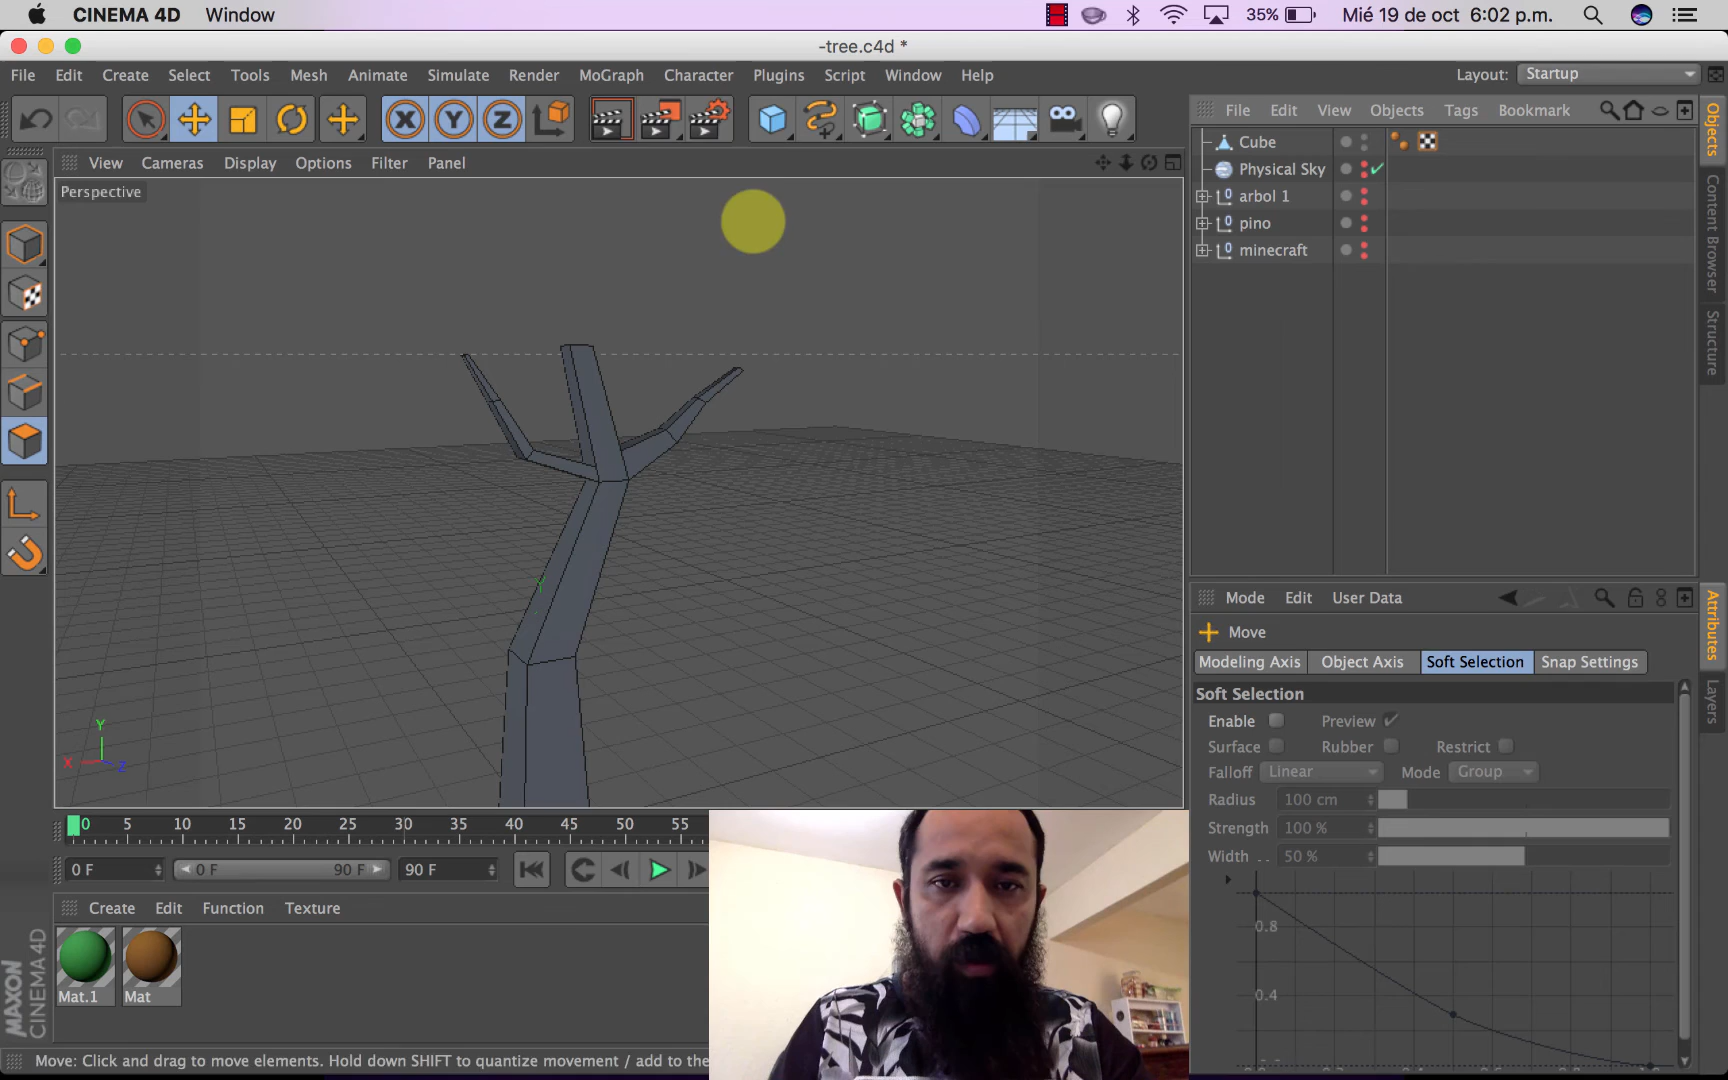 CINEMA 4D Window 35% Mié 19 de oct 6:02 p.m.
-tree.c4d *
File Edit Create Select Tools Mesh Animate Simulate Render MoGraph Character Plugins Script Window Help Layout: Startup
File Edit View Objects Tags Bookmark
View Cameras Display Options Filter Panel
Perspective
Cube
Physical Sky
arbol 1
pino
minecraft
Objects
Content Browser
Structure
Mode Edit User Data
Move
Modeling Axis Object Axis Soft Selection Snap Settings
Soft Selection
Enable Preview
Surface Rubber Restrict
Falloff Linear Mode Group
Radius 100 cm
Strength 100 %
Width . . 50 %
0.8
0.4
Attributes
Layers
Y
Y
X
Z
0 5 10 15 20 25 30 35 40 45 50 55
0 F 0 F 90 F 90 F
Create Edit Function Texture
Mat.1 Mat
MAXON
CINEMA 4D
Move: Click and drag to move elements. Hold down SHIFT to quantize movement / add to the